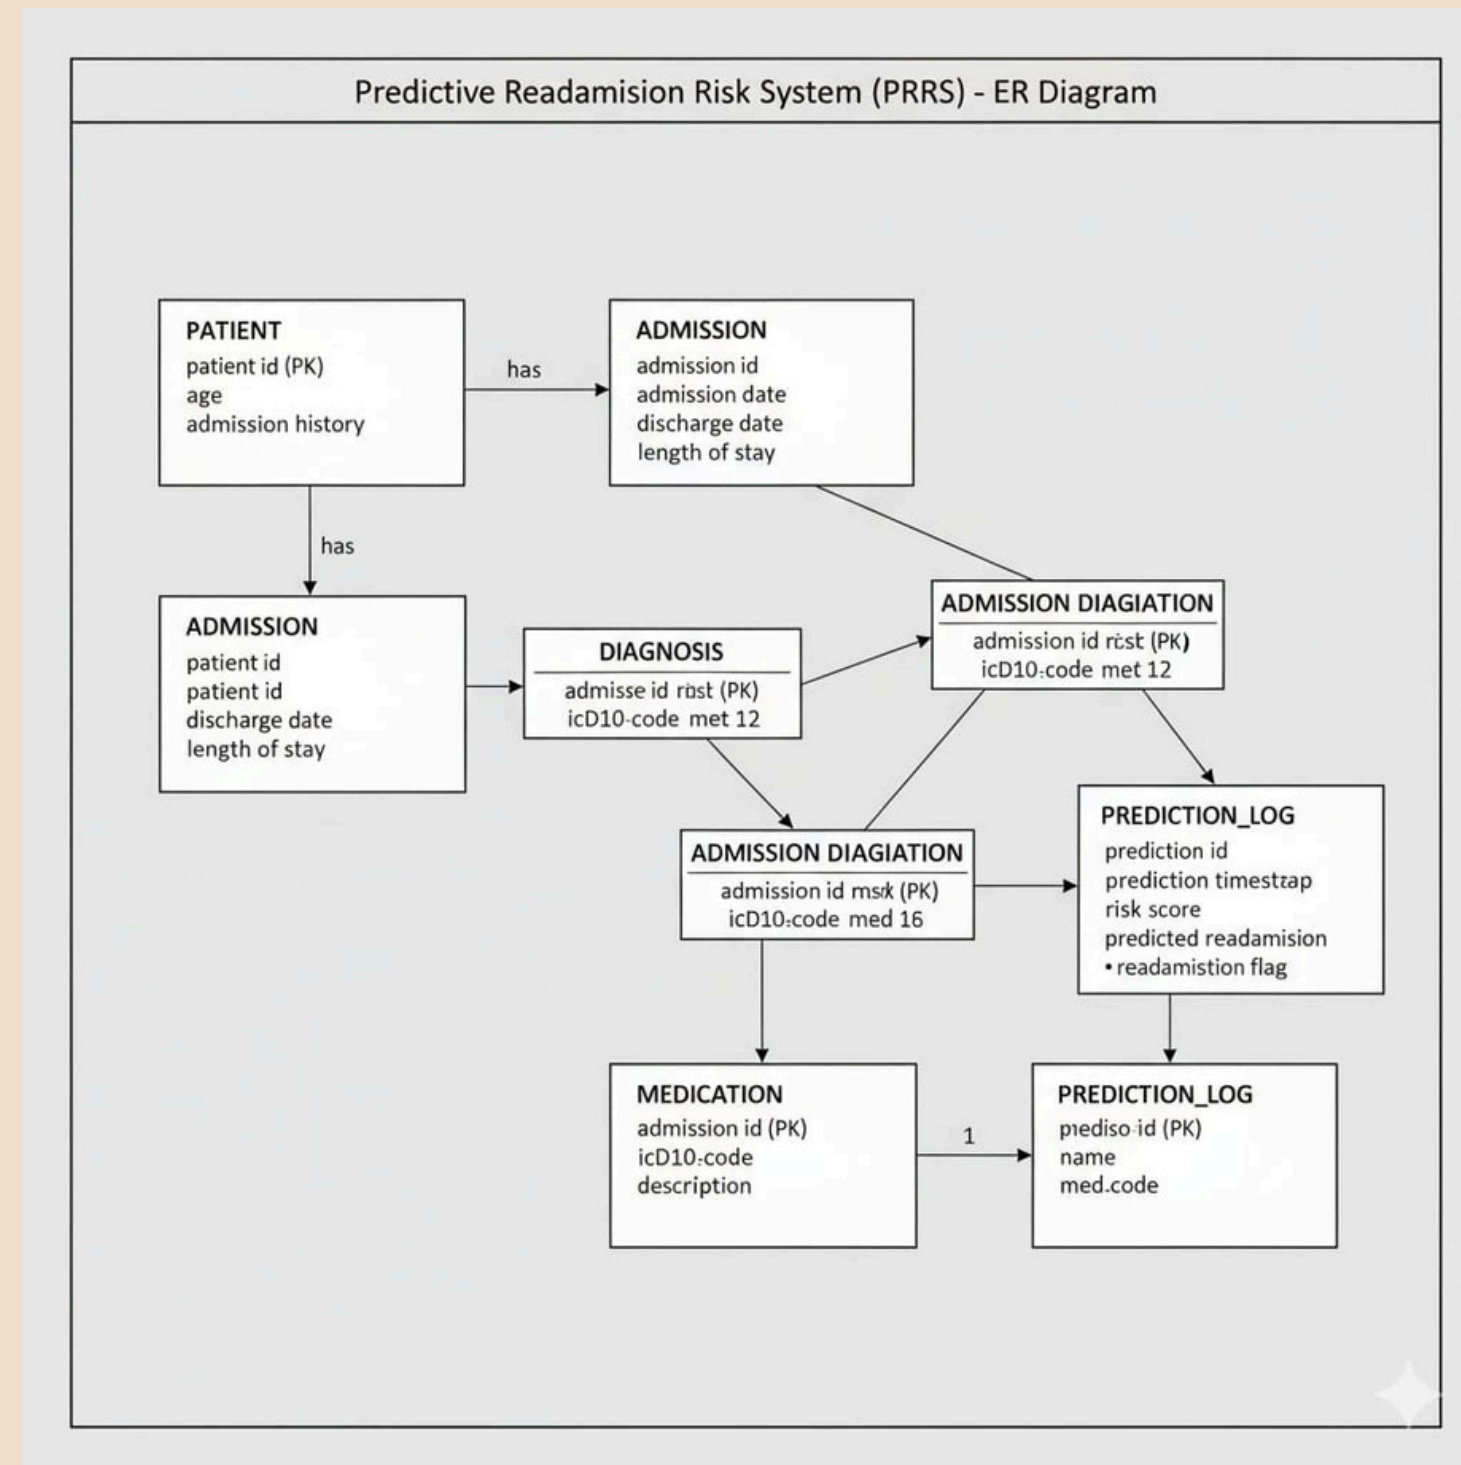 Predictive Readamision Risk System (PRRS) - ER Diagram
PATIENT
patient id (PK)
age
admission history
has
ADMISSION
admission id
admission date
discharge date
length of stay
has
ADMISSION
patient id
patient id
discharge date
length of stay
DIAGNOSIS
admisse id (PK)
icD10-code met 12
ADMISSION DIAGIATION
admission id (PK)
icD10-code met 12
ADMISSION DIAGIATION
admission id (PK)
icD10-code med 16
PREDICTION_LOG
prediction id
prediction
risk score
predicted readamision
• readamistion flag
MEDICATION
admission id (PK)
icD10-code
description
1
PREDICTION_LOG
id (PK)
name
med.code